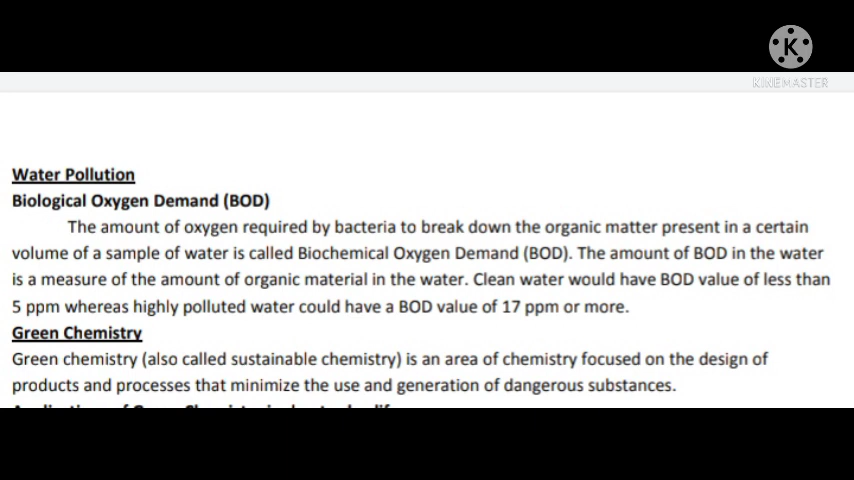 K
KINEMASTER
Water Pollution
Biological Oxygen Demand (BOD)
The amount of oxygen required by bacteria to break down the organic matter present in a certain
volume of a sample of water is called Biochemical Oxygen Demand (BOD). The amount of BOD in the water
is a measure of the amount of organic material in the water. Clean water would have BOD value of less than
5 ppm whereas highly polluted water could have a BOD value of 17 ppm or more.
Green Chemistry
Green chemistry (also called sustainable chemistry) is an area of chemistry focused on the design of
products and processes that minimize the use and generation of dangerous substances.